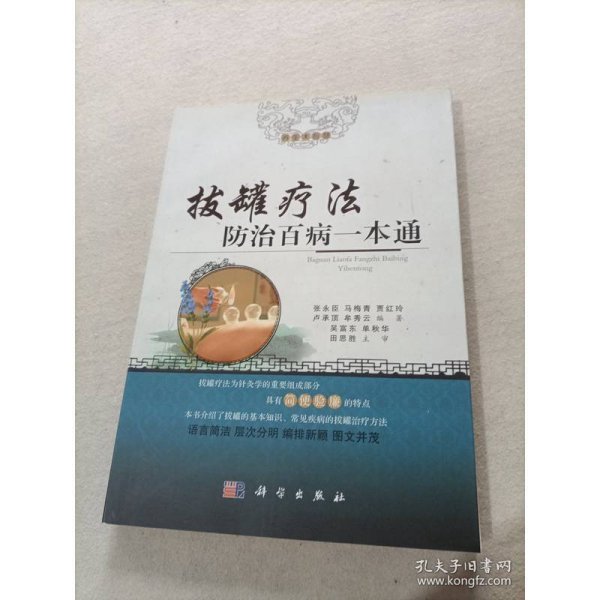 拔罐疗法
防治百病一本通
Baguan Liaofa Fangzhi Baibing
Yibentong
张永臣 马梅青 贾红玲
卢承顶 牟秀云 编 著
吴富东 单秋华
田思胜 主 审
拔罐疗法为针灸学的重要组成部分
具有简便验廉的特点
本书介绍了拔罐的基本知识、常见疾病的拔罐治疗方法
语言简洁 层次分明 编排新颖 图文并茂
科学出版社
孔夫子旧书网
www.kongfz.com